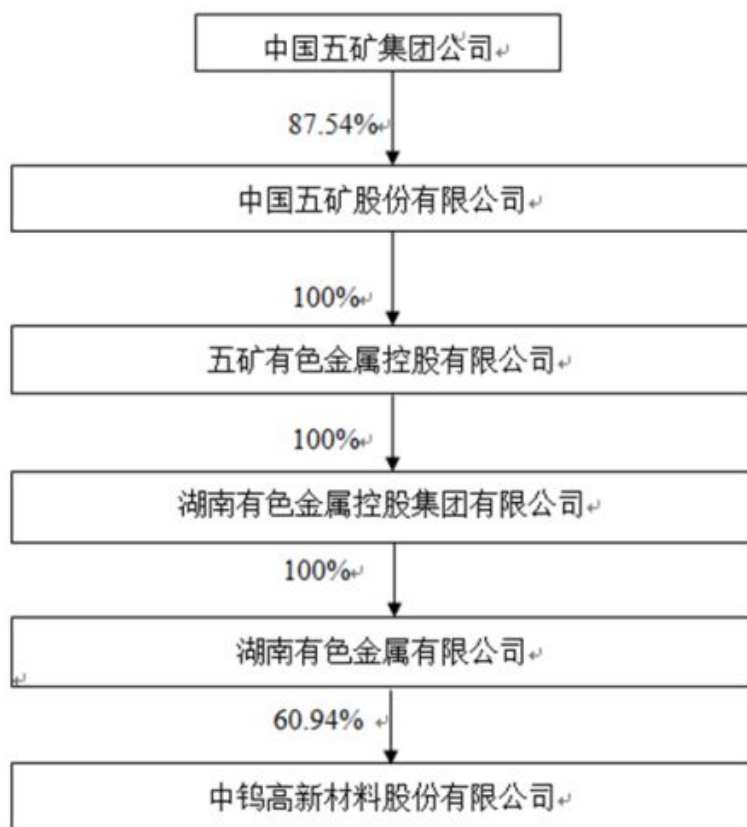 中国五矿集团公司
87.54%
中国五矿股份有限公司
100%
五矿有色金属控股有限公司
100%
湖南有色金属控股集团有限公司
100%
湖南有色金属有限公司
60.94%
中钨高新材料股份有限公司